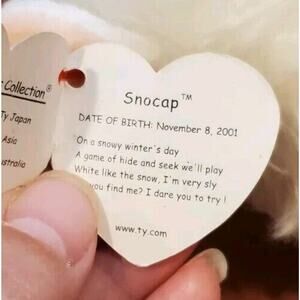 Collection®
Ty Japan
Asia
Snocap™
DATE OF BIRTH: November 8, 2001
On a snowy winter's day
A game of hide and seek we'll play
White like the snow, I'm very sly
you find me? I dare you to try !
www.ty.com